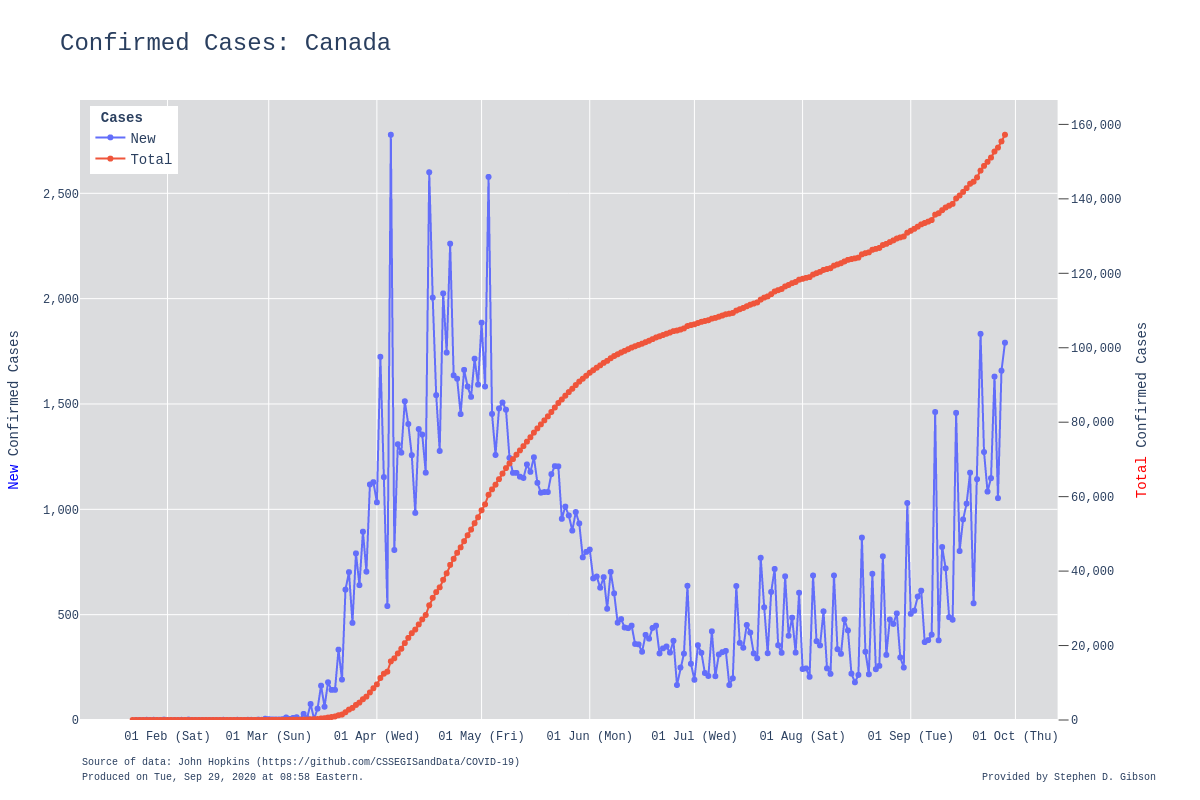 Confirmed Cases: Canada
Cases
New
Total
160,000
2,500
140,000
2,000
120,000
New Confirmed Cases
1,500
1,000
500
0
100,000
80,000
60,000
40,000
20,000
0
Total Confirmed Cases
01 Feb (Sat) 01 Mar (Sun) 01 Apr (Wed) 01 May (Fri) 01 Jun (Mon) 01 Jul (Wed) 01 Aug (Sat) 01 Sep (Tue) 01 Oct (Thu)
Source of data: John Hopkins (https://github.com/CSSEGISandData/COVID-19)
Produced on Tue, Sep 29, 2020 at 08:58 Eastern.
Provided by Stephen D. Gibson